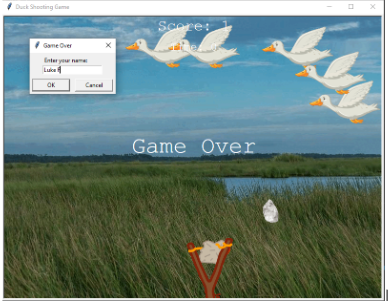 Duck Shooting Game
Score: 1
Game Over
Enter your name:
Luke R
OK
Cancel
Game Over